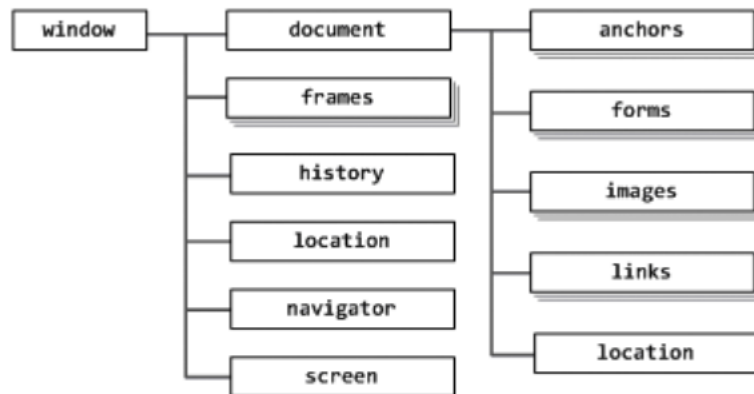 window document anchors
frames forms
history images
location links
navigator location
screen